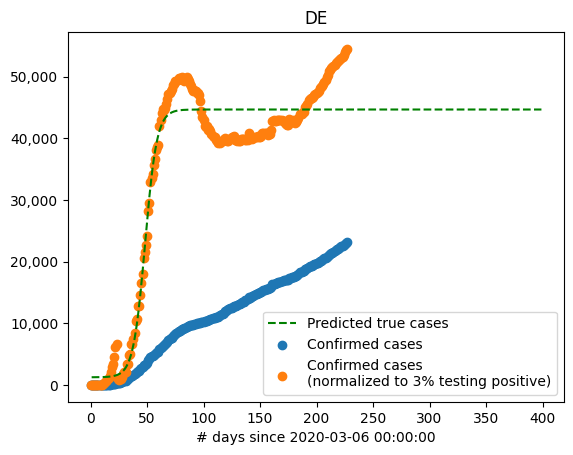 DE
50,000
40,000
30,000
20,000
10,000
0
Predicted true cases
Confirmed cases
Confirmed cases
(normalized to 3% testing positive)
0 50 100 150 200 250 300 350 400
# days since 2020-03-06 00:00:00